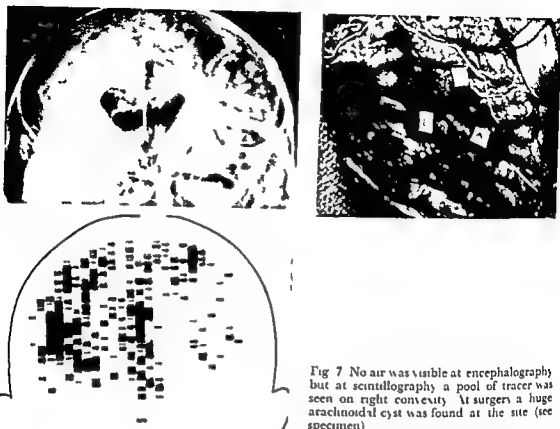 Fig 7 No air was visible at encephalography
but at scintillography a pool of tracer was
seen on right convexity At surgery a huge
arachnoidal cyst was found at the site (see
specimen)